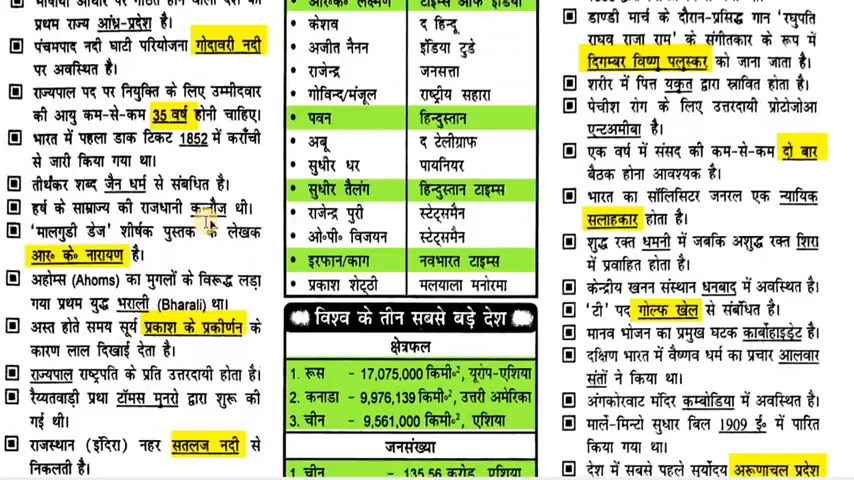 प्रथम राज्य आंध्र-प्रदेश है।
पंचमपाद नदी घाटी परियोजना गोदावरी नदी
पर अवस्थित है।
राज्यपाल पद पर नियुक्ति के लिए उम्मीदवार
की आयु कम-से-कम 35 वर्ष होनी चाहिए।
भारत में पहला डाक टिकट 1852 में कराँची
से जारी किया गया था।
तीर्थंकर शब्द जैन धर्म से संबधित है।
हर्ष के साम्राज्य की राजधानी कन्नौज थी।
'मालगुडी डेज' शीर्षक पुस्तक के लेखक
आर० के० नारायण है।
अहोम्स (Ahoms) का मुगलों के विरूद्ध लड़ा
गया प्रथम युद्ध भराली (Bharali) था।
अस्त होते समय सूर्य प्रकाश के प्रकीर्णन के
कारण लाल दिखाई देता है।
राज्यपाल राष्ट्रपति के प्रति उत्तरदायी होता है।
रैय्यतवाड़ी प्रथा टॉमस मुनरो द्वारा शुरू की
गई थी।
राजस्थान (इंदिरा) नहर सतलज नदी से
निकलती है।
आर०के० लक्ष्मण टाइम्स ऑफ इंडिया
केशव द हिन्दू
अजीत नैनन इंडिया टुडे
राजेन्द्र जनसत्ता
गोविन्द/मंजूल राष्ट्रीय सहारा
पवन हिन्दुस्तान
अबू द टेलीग्राफ
सुधीर धर पायनियर
सुधीर तैलंग हिन्दुस्तान टाइम्स
राजेन्द्र पुरी स्टेट्समैन
ओ०पी० विजयन स्टेट्समैन
इरफान/काग नवभारत टाइम्स
प्रकाश शेट्ठी मलयाला मनोरमा
विश्व के तीन सबसे बड़े देश
क्षेत्रफल
1. रूस - 17,075,000 किमी०², यूरोप-एशिया
2. कनाडा - 9,976,139 किमी०², उत्तरी अमेरिका
3. चीन - 9,561,000 किमी०², एशिया
जनसंख्या
1. चीन - 135.56 करोड़, एशिया
डाण्डी मार्च के दौरान-प्रसिद्ध गान 'रघुपति
राघव राजा राम' के संगीतकार के रूप में
दिगम्बर विष्णु पलुस्कर को जाना जाता है।
शरीर में पित्त यकृत द्वारा स्रावित होता है।
पेचीश रोग के लिए उत्तरदायी प्रोटोजोआ
एन्टअमीबा है।
एक वर्ष में संसद की कम-से-कम दो बार
बैठक होना आवश्यक है।
भारत का सॉलिसिटर जनरल एक न्यायिक
सलाहकार होता है।
शुद्ध रक्त धमनी में जबकि अशुद्ध रक्त शिरा
में प्रवाहित होता है।
केन्द्रीय खनन संस्थान धनबाद में अवस्थित है।
'टी' पद गोल्फ खेल से संबंधित है।
मानव भोजन का प्रमुख घटक कार्बोहाइडेट है।
दक्षिण भारत में वैष्णव धर्म का प्रचार आलवार
संतों ने किया था।
अंगकोरवाट मंदिर कम्बोडिया में अवस्थित है।
मार्ले-मिन्टो सुधार बिल 1909 ई० में पारित
किया गया था।
देश में सबसे पहले सूर्योदय अरूणाचल प्रदेश